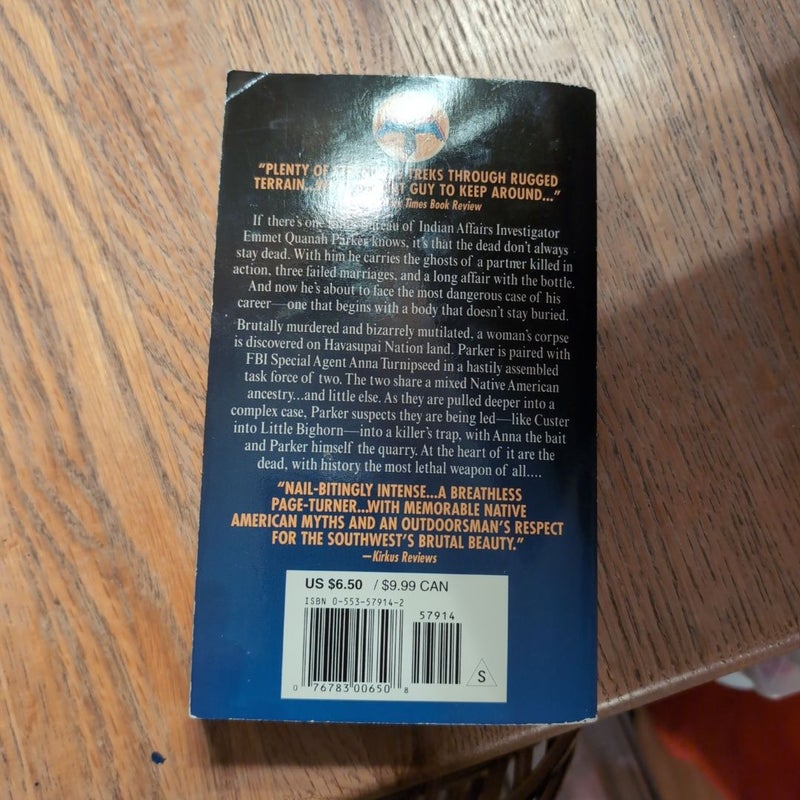 "PLENTY OF TREKS THROUGH RUGGED
TERRAIN... GUY TO KEEP AROUND..."
Times Book Review
If there's one of Indian Affairs Investigator
Emmet Quanah Parker knows, it's that the dead don't always
stay dead. With him he carries the ghosts of a partner killed in
action, three failed marriages, and a long affair with the bottle.
And now he's about to face the most dangerous case of his
career—one that begins with a body that doesn't stay buried.
Brutally murdered and bizarrely mutilated, a woman's corpse
is discovered on Havasupai Nation land. Parker is paired with
FBI Special Agent Anna Turnipseed in a hastily assembled
task force of two. The two share a mixed Native American
ancestry...and little else. As they are pulled deeper into a
complex case, Parker suspects they are being led—like Custer
into Little Bighorn—into a killer's trap, with Anna the bait
and Parker himself the quarry. At the heart of it are the
dead, with history the most lethal weapon of all....
"NAIL-BITINGLY INTENSE...A BREATHLESS
PAGE-TURNER...WITH MEMORABLE NATIVE
AMERICAN MYTHS AND AN OUTDOORSMAN'S RESPECT
FOR THE SOUTHWEST'S BRUTAL BEAUTY."
—Kirkus Reviews
US $6.50 / $9.99 CAN
ISBN 0-553-57914-2
57914
0 76783 00650 8
S